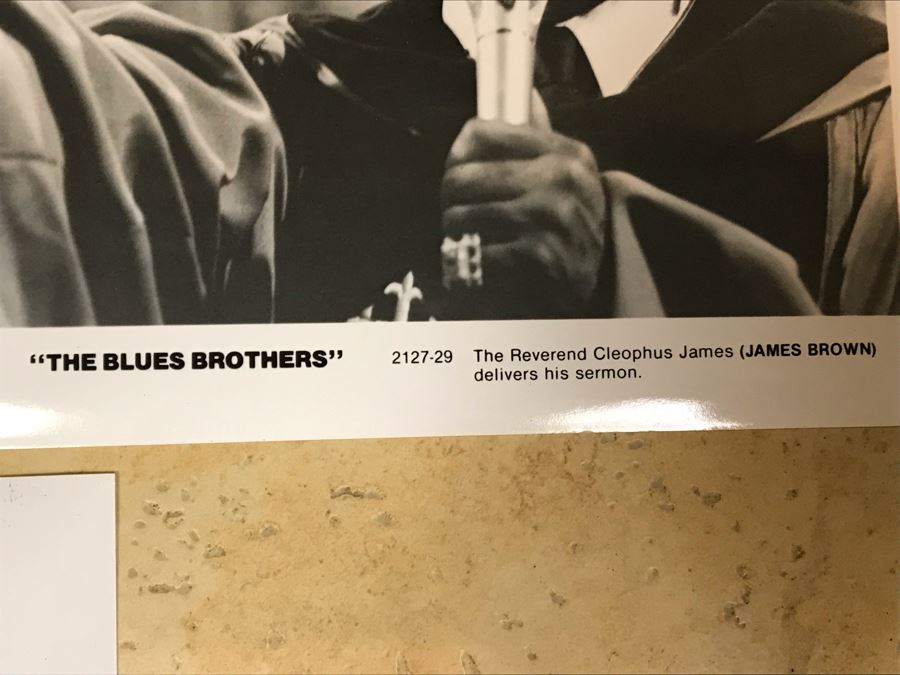 “THE BLUES BROTHERS” 2127-29 The Reverend Cleophus James (JAMES BROWN)
delivers his sermon.